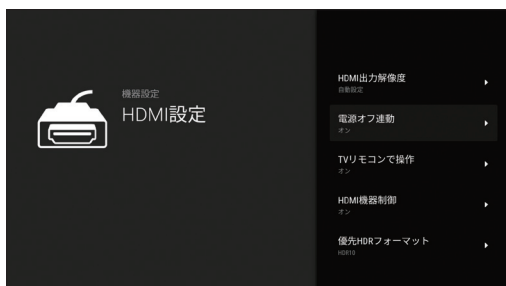 機器設定
HDMI設定
HDMI出力解像度
自動設定
電源オフ連動
オン
TVリモコンで操作
オン
HDMI機器制御
オン
優先HDRフォーマット
HDR10